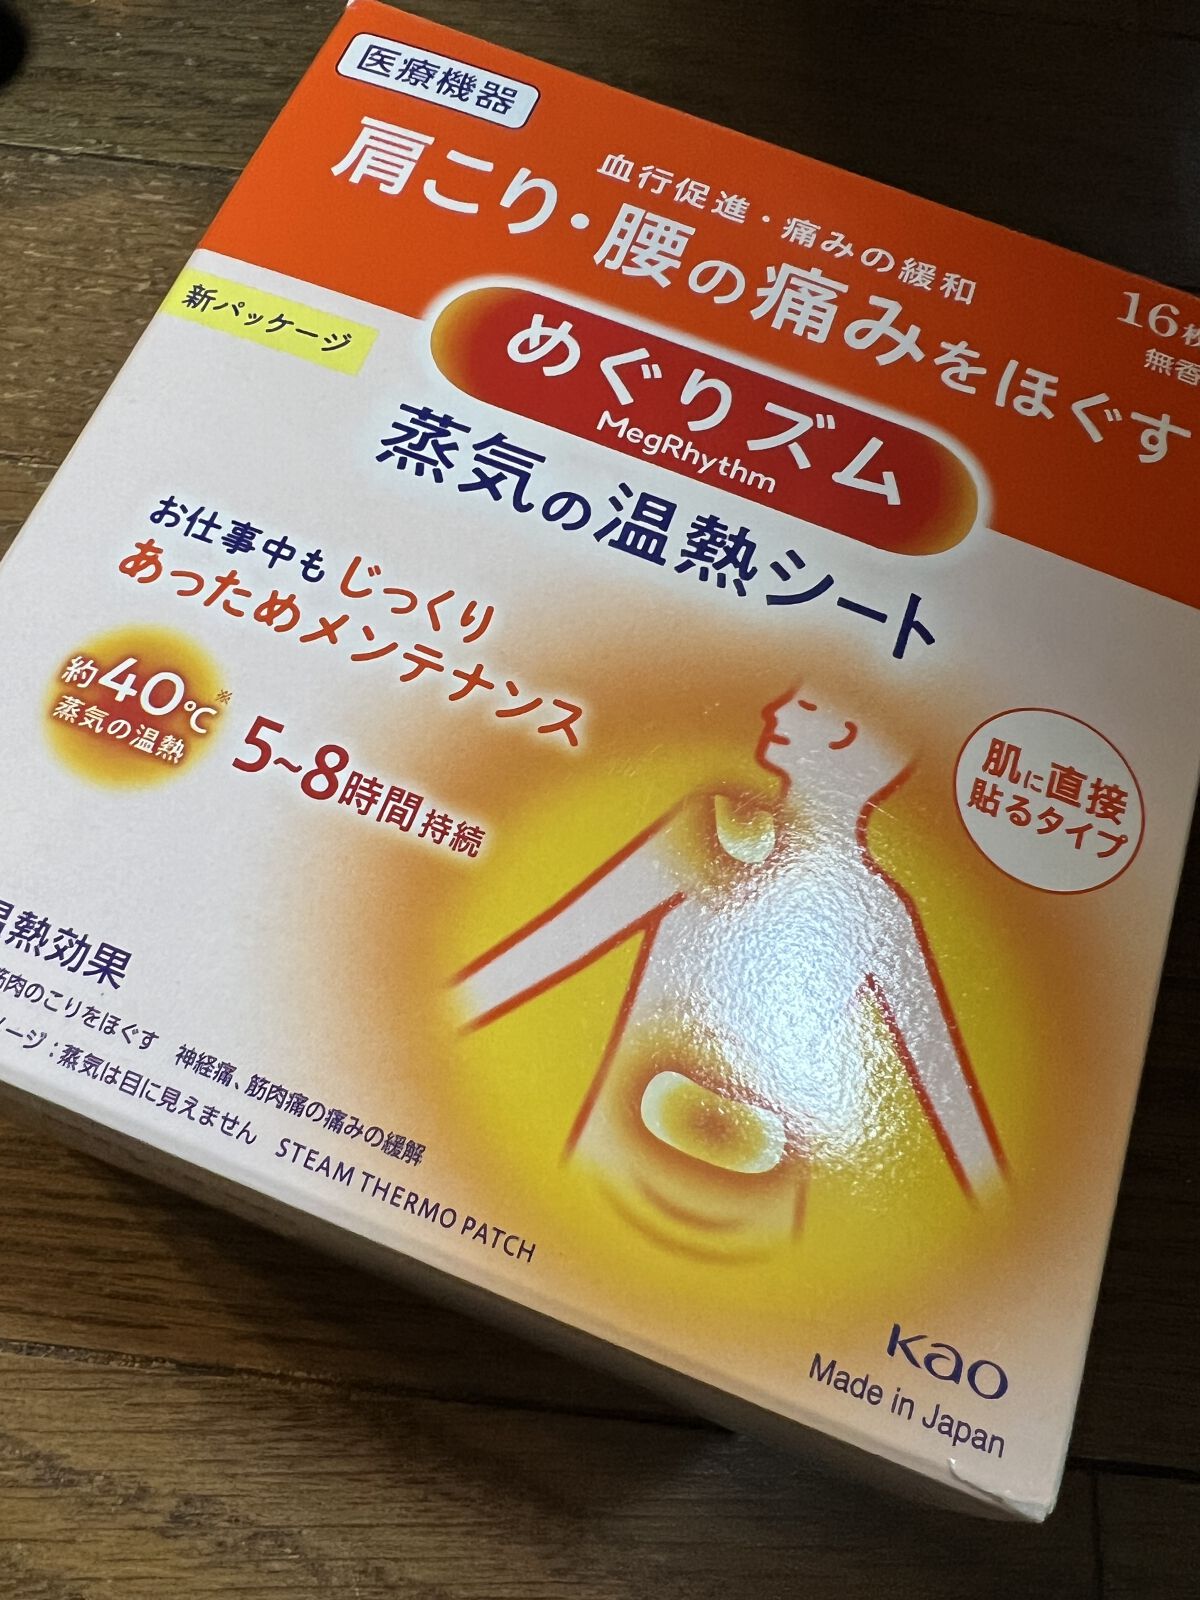 医療機器
血行促進・痛みの緩和
肩こり・腰の痛みをほぐす
16枚
無香
新パッケージ
めぐりズム
MegRhythm
蒸気の温熱シート
お仕事中もじっくり
あっためメンテナンス
約40℃※
蒸気の温熱
5~8時間持続
肌に直接
貼るタイプ
温熱効果
筋肉のこりをほぐす 神経痛、筋肉痛の痛みの緩解
メージ:蒸気は目に見えません STEAM THERMO PATCH
Kao
Made in Japan